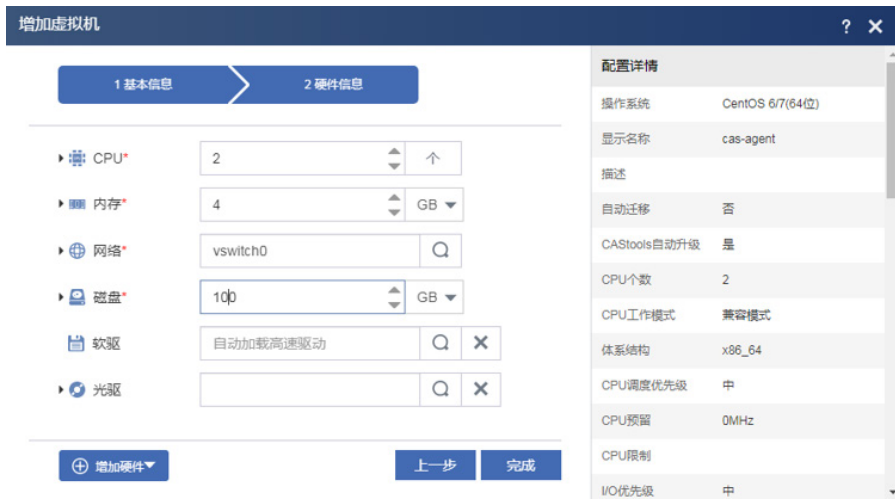 增加虚拟机
?
1 基本信息
2 硬件信息
CPU*
2
个
内存*
4
GB
网络*
vswitch0
磁盘*
100
GB
软驱
自动加载高速驱动
光驱
增加硬件
上一步
完成
配置详情
操作系统 CentOS 6/7(64位)
显示名称 cas-agent
描述
自动迁移 否
CAStools自动升级 是
CPU个数 2
CPU工作模式 兼容模式
体系结构 x86_64
CPU调度优先级 中
CPU预留 0MHz
CPU限制
I/O优先级 中